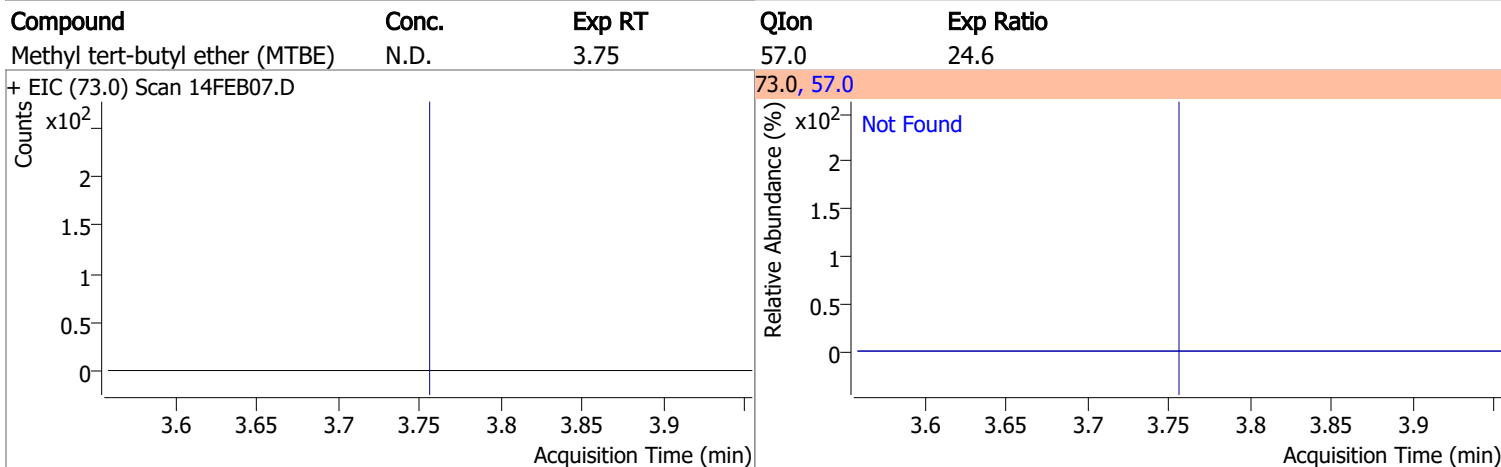 Compound Conc. Exp RT QIon Exp Ratio
Methyl tert-butyl ether (MTBE) N.D. 3.75 57.0 24.6
+ EIC (73.0) Scan 14FEB07.D
Counts
x10²
2
1.5
1
0.5
0
3.6 3.65 3.7 3.75 3.8 3.85 3.9
Acquisition Time (min)
73.0, 57.0
Relative Abundance (%)
x10²
Not Found
2
1.5
1
0.5
0
3.6 3.65 3.7 3.75 3.8 3.85 3.9
Acquisition Time (min)